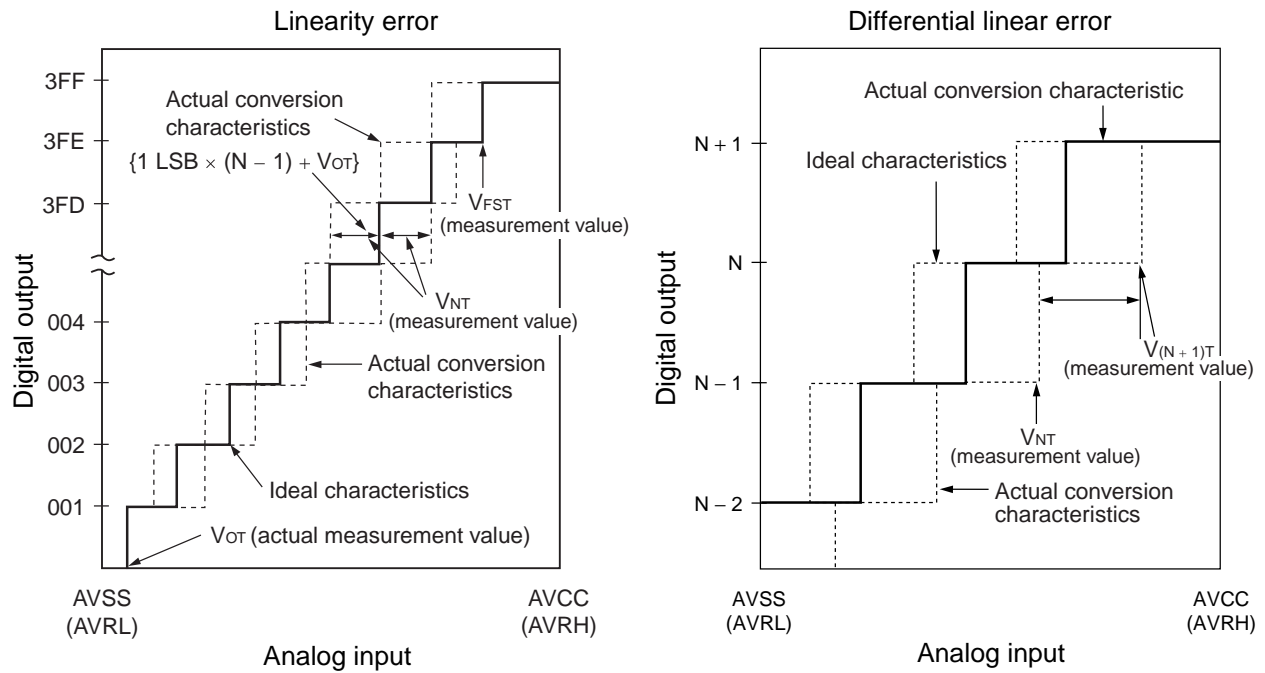 Linearity error
3FF
3FE
3FD
004
003
002
001
Digital output
Actual conversion
characteristics
{1 LSB × (N − 1) + VOT}
VFST
(measurement value)
VNT
(measurement value)
Actual conversion
characteristics
Ideal characteristics
VOT (actual measurement value)
AVSS
(AVRL)
AVCC
(AVRH)
Analog input
Differential linear error
N + 1
N
N − 1
N − 2
Digital output
Actual conversion characteristic
Ideal characteristics
V(N + 1)T
(measurement value)
VNT
(measurement value)
Actual conversion
characteristics
AVSS
(AVRL)
AVCC
(AVRH)
Analog input